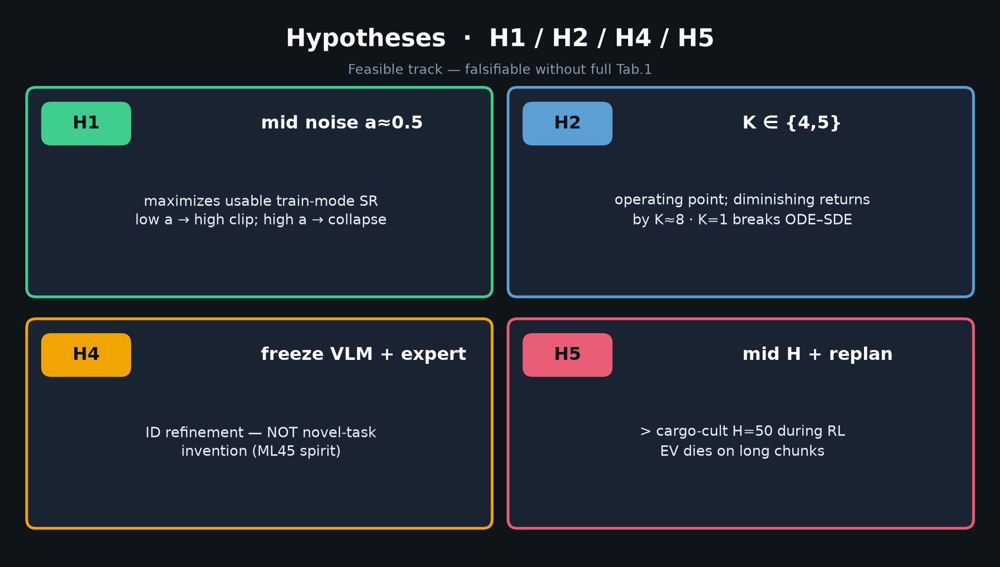 Hypotheses · H1 / H2 / H4 / H5
Feasible track — falsifiable without full Tab.1
H1
mid noise a≈0.5
maximizes usable train-mode SR
low a → high clip; high a → collapse
H2
K ∈ {4,5}
operating point; diminishing returns
by K≈8 · K=1 breaks ODE–SDE
H4
freeze VLM + expert
ID refinement — NOT novel-task
invention (ML45 spirit)
H5
mid H + replan
> cargo-cult H=50 during RL
EV dies on long chunks